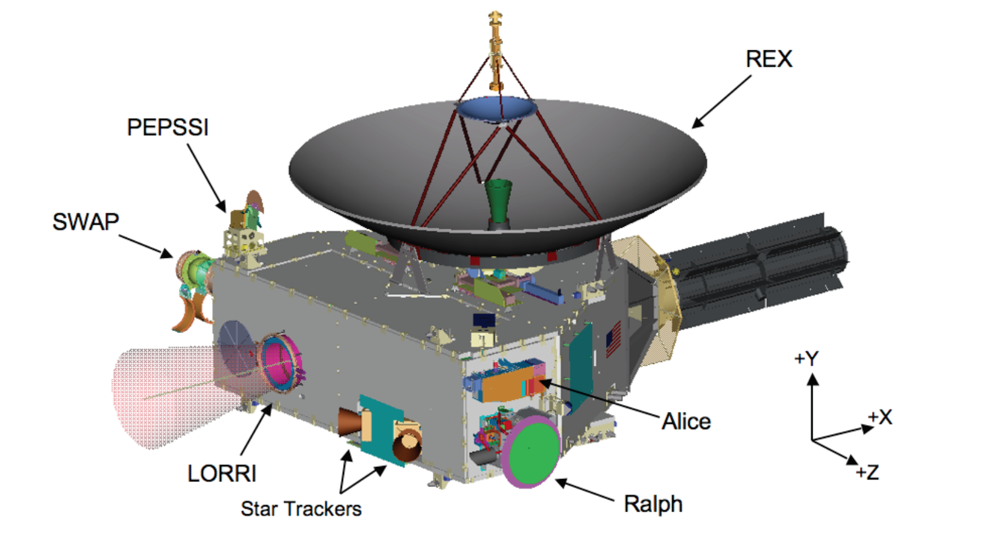 REX
PEPSSI
SWAP
+Y
+X
Alice
+Z
LORRI
Star Trackers
Ralph